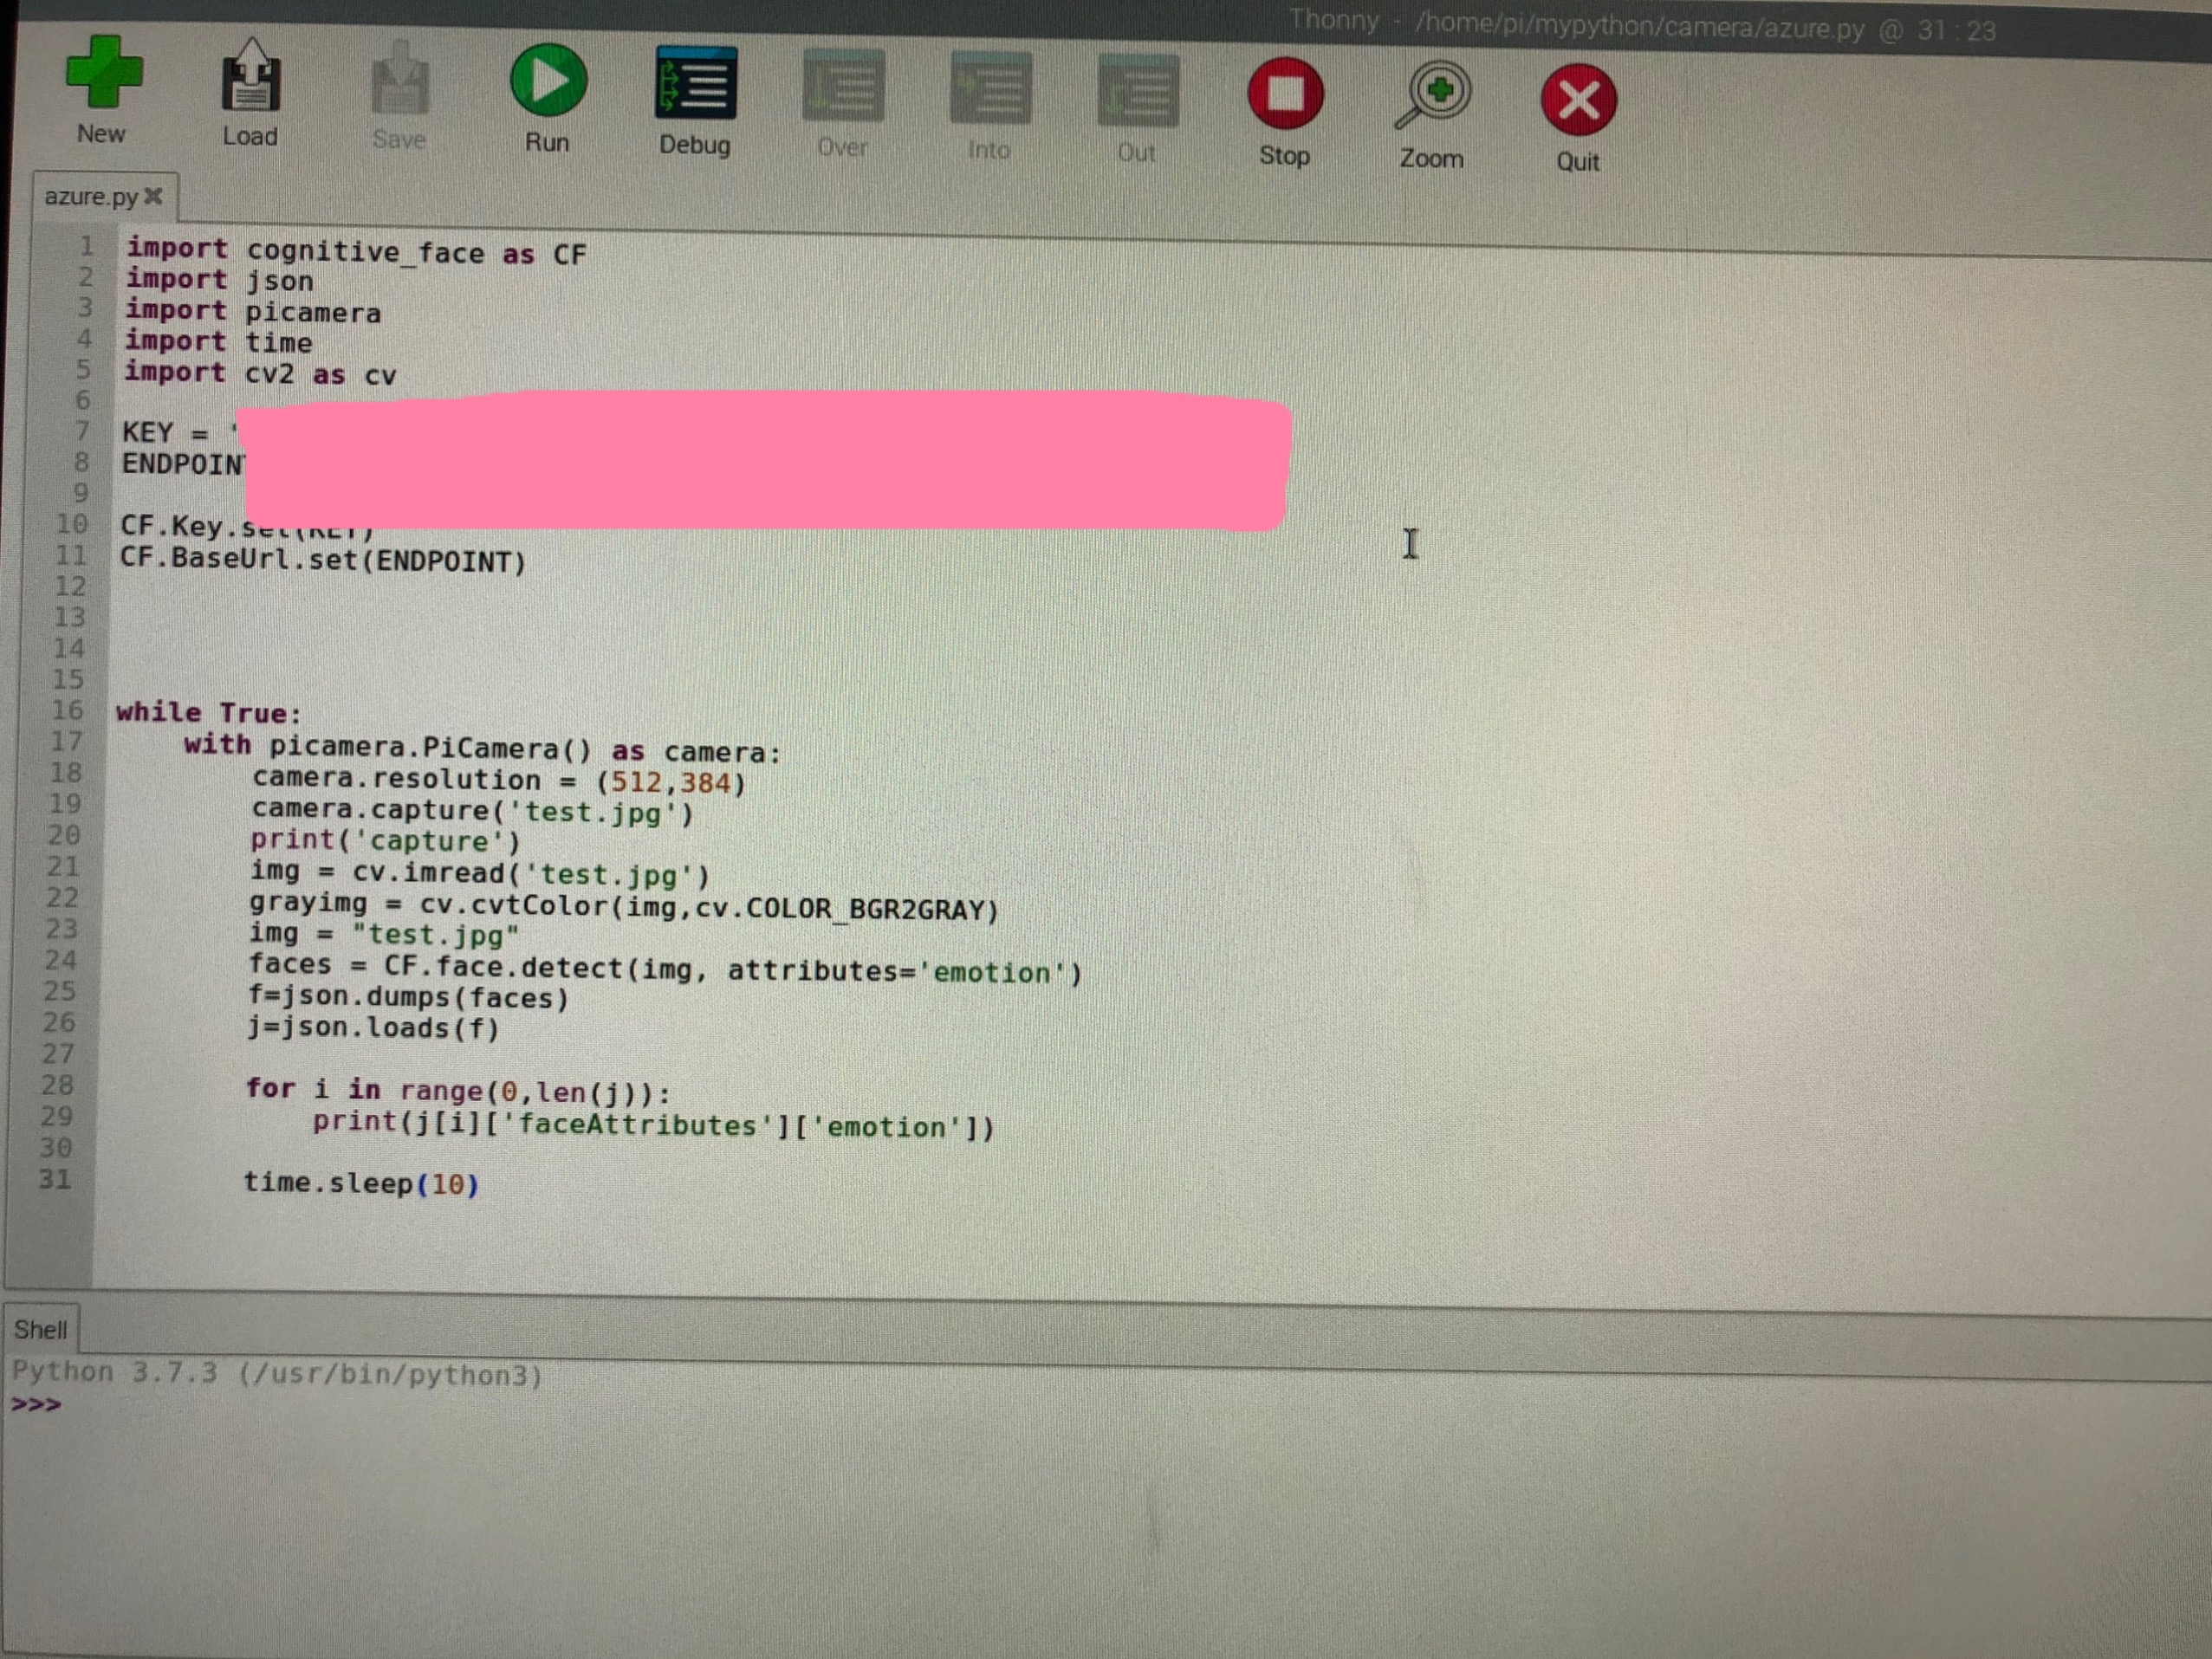 Thonny - /home/pi/mypython/camera/azure.py @ 31:23
New Load Save Run Debug Over Into Out Stop Zoom Quit
azure.py
1 import cognitive_face as CF
2 import json
3 import picamera
4 import time
5 import cv2 as cv
6
7 KEY = '
8 ENDPOINT
9
10 CF.Key.set(KEY)
11 CF.BaseUrl.set(ENDPOINT)
12
13
14
15
16 while True:
17     with picamera.PiCamera() as camera:
18         camera.resolution = (512,384)
19         camera.capture('test.jpg')
20         print('capture')
21         img = cv.imread('test.jpg')
22         grayimg = cv.cvtColor(img,cv.COLOR_BGR2GRAY)
23         img = "test.jpg"
24         faces = CF.face.detect(img, attributes='emotion')
25         f=json.dumps(faces)
26         j=json.loads(f)
27
28         for i in range(0,len(j)):
29             print(j[i]['faceAttributes']['emotion'])
30
31         time.sleep(10)
Shell
Python 3.7.3 (/usr/bin/python3)
>>>